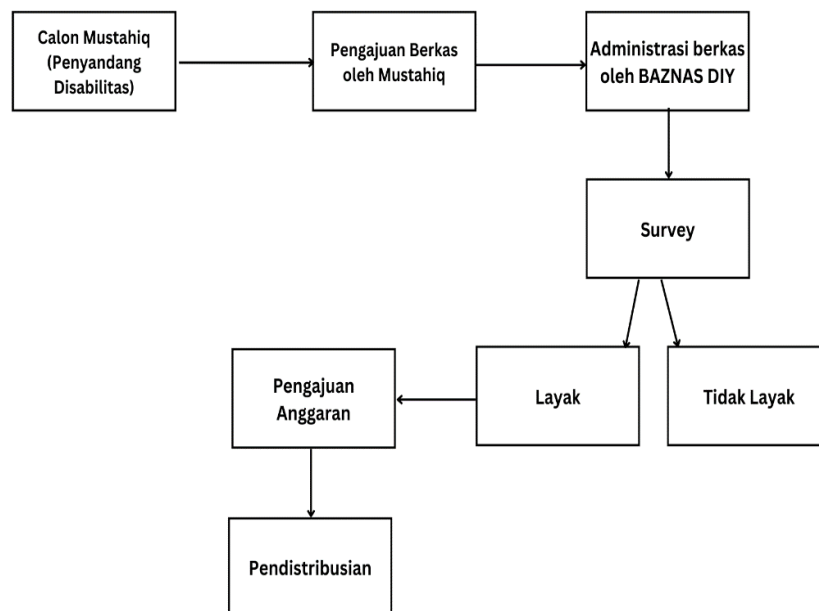 Calon Mustahiq
(Penyandang
Disabilitas)
Pengajuan Berkas
oleh Mustahiq
Administrasi berkas
oleh BAZNAS DIY
Survey
Layak
Tidak Layak
Pengajuan
Anggaran
Pendistribusian